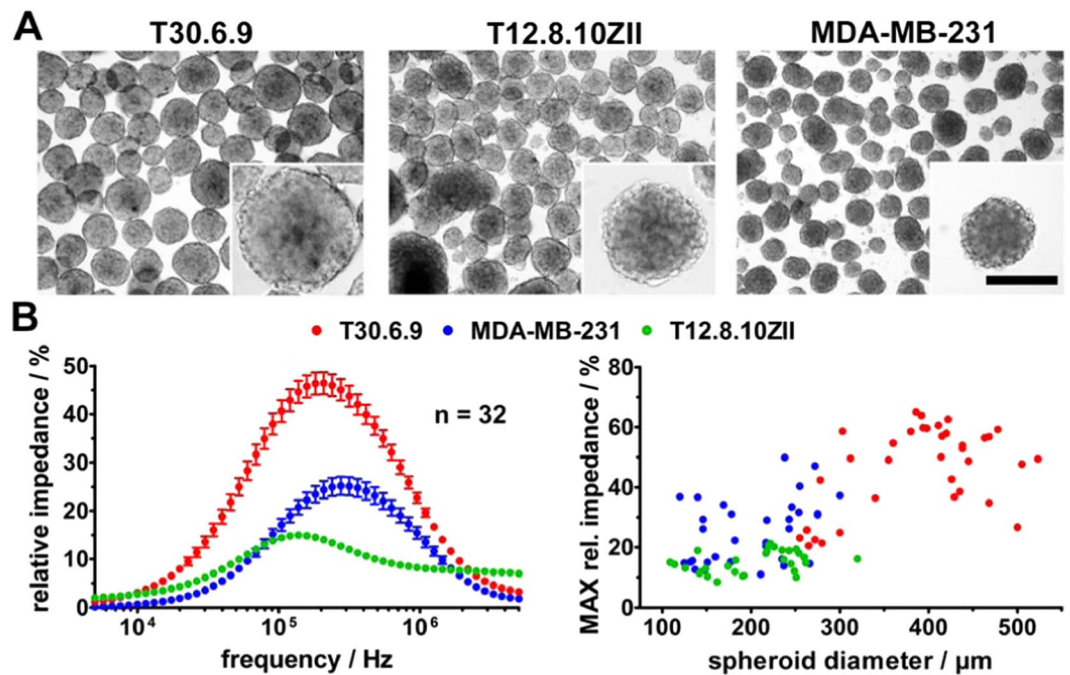 A
T30.6.9 T12.8.10ZII MDA-MB-231
B
T30.6.9 MDA-MB-231 T12.8.10ZII
relative impedance / %
50
40
30
20
10
0
n = 32
10⁴ 10⁵ 10⁶
frequency / Hz
MAX rel. impedance / %
80
60
40
20
0
100 200 300 400 500
spheroid diameter / µm